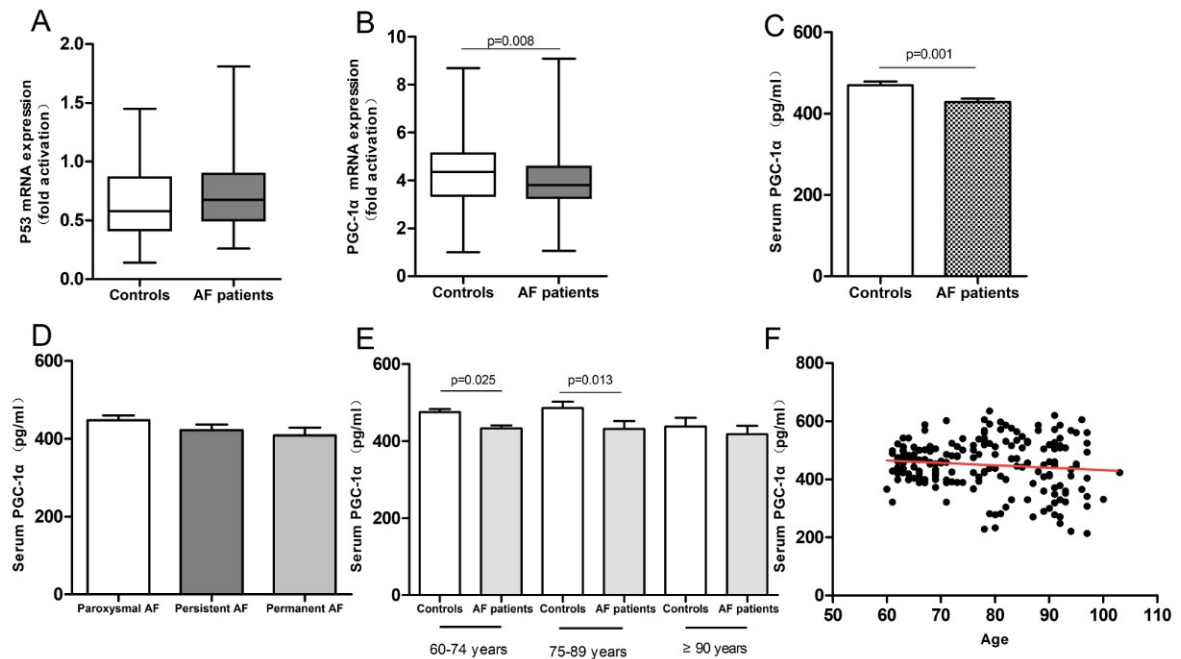 A
P53 mRNA expression
(fold activation)
2.0
1.5
1.0
0.5
0.0
Controls
AF patients
B
PGC-1α mRNA expression
(fold activation)
10
8
6
4
2
0
p=0.008
Controls
AF patients
C
Serum PGC-1α (pg/ml)
600
400
200
0
p=0.001
Controls
AF patients
D
Serum PGC-1α (pg/ml)
600
400
200
0
Paroxysmal AF
Persistent AF
Permanent AF
E
Serum PGC-1α (pg/ml)
600
400
200
0
p=0.025
p=0.013
Controls
AF patients
Controls
AF patients
Controls
AF patients
60-74 years
75-89 years
≥ 90 years
F
Serum PGC-1α (pg/ml)
800
600
400
200
0
50
60
70
80
90
100
110
Age